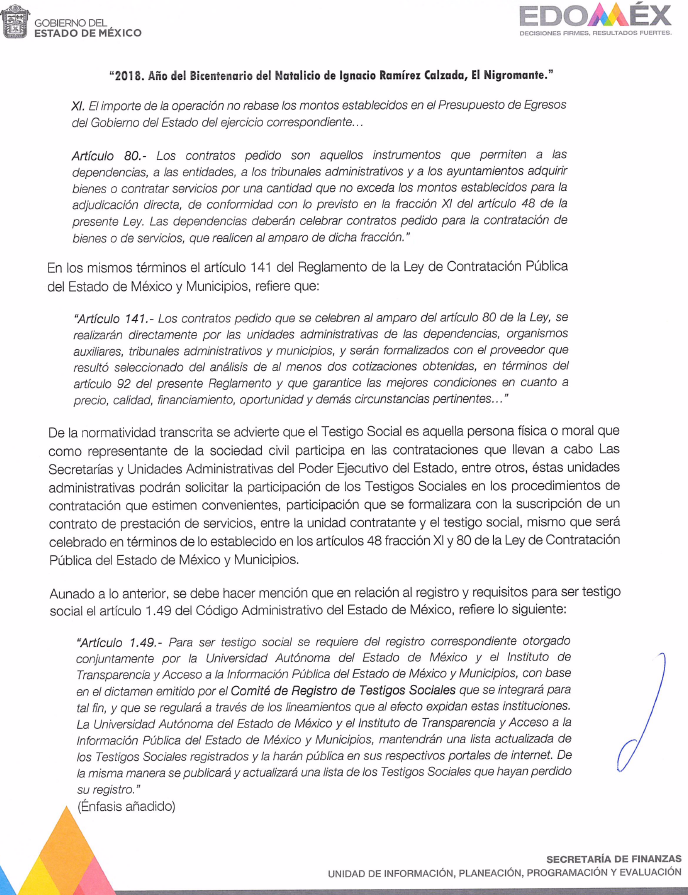 GOBIERNO DEL
ESTADO DE MÉXICO
EDOMÉX
DECISIONES FIRMES, RESULTADOS FUERTES.
"2018. Año del Bicentenario del Natalicio de Ignacio Ramírez Calzada, El Nigromante."
XI. El importe de la operación no rebase los montos establecidos en el Presupuesto de Egresos
del Gobierno del Estado del ejercicio correspondiente...
Artículo 80.- Los contratos pedido son aquellos instrumentos que permiten a las
dependencias, a las entidades, a los tribunales administrativos y a los ayuntamientos adquirir
bienes o contratar servicios por una cantidad que no exceda los montos establecidos para la
adjudicación directa, de conformidad con lo previsto en la fracción XI del artículo 48 de la
presente Ley. Las dependencias deberán celebrar contratos pedido para la contratación de
bienes o de servicios, que realicen al amparo de dicha fracción."
En los mismos términos el artículo 141 del Reglamento de la Ley de Contratación Pública
del Estado de México y Municipios, refiere que:
"Artículo 141.- Los contratos pedido que se celebren al amparo del artículo 80 de la Ley, se
realizarán directamente por las unidades administrativas de las dependencias, organismos
auxiliares, tribunales administrativos y municipios, y serán formalizados con el proveedor que
resultó seleccionado del análisis de al menos dos cotizaciones obtenidas, en términos del
artículo 92 del presente Reglamento y que garantice las mejores condiciones en cuanto a
precio, calidad, financiamiento, oportunidad y demás circunstancias pertinentes..."
De la normatividad transcrita se advierte que el Testigo Social es aquella persona física o moral que
como representante de la sociedad civil participa en las contrataciones que llevan a cabo Las
Secretarías y Unidades Administrativas del Poder Ejecutivo del Estado, entre otros, éstas unidades
administrativas podrán solicitar la participación de los Testigos Sociales en los procedimientos de
contratación que estimen convenientes, participación que se formalizara con la suscripción de un
contrato de prestación de servicios, entre la unidad contratante y el testigo social, mismo que será
celebrado en términos de lo establecido en los artículos 48 fracción XI y 80 de la Ley de Contratación
Pública del Estado de México y Municipios.
Aunado a lo anterior, se debe hacer mención que en relación al registro y requisitos para ser testigo
social el artículo 1.49 del Código Administrativo del Estado de México, refiere lo siguiente:
"Artículo 1.49.- Para ser testigo social se requiere del registro correspondiente otorgado
conjuntamente por la Universidad Autónoma del Estado de México y el Instituto de
Transparencia y Acceso a la Información Pública del Estado de México y Municipios, con base
en el dictamen emitido por el Comité de Registro de Testigos Sociales que se integrará para
tal fin, y que se regulará a través de los lineamientos que al efecto expidan estas instituciones.
La Universidad Autónoma del Estado de México y el Instituto de Transparencia y Acceso a la
Información Pública del Estado de México y Municipios, mantendrán una lista actualizada de
los Testigos Sociales registrados y la harán pública en sus respectivos portales de internet. De
la misma manera se publicará y actualizará una lista de los Testigos Sociales que hayan perdido
su registro."
(Énfasis añadido)
SECRETARÍA DE FINANZAS
UNIDAD DE INFORMACIÓN, PLANEACIÓN, PROGRAMACIÓN Y EVALUACIÓN